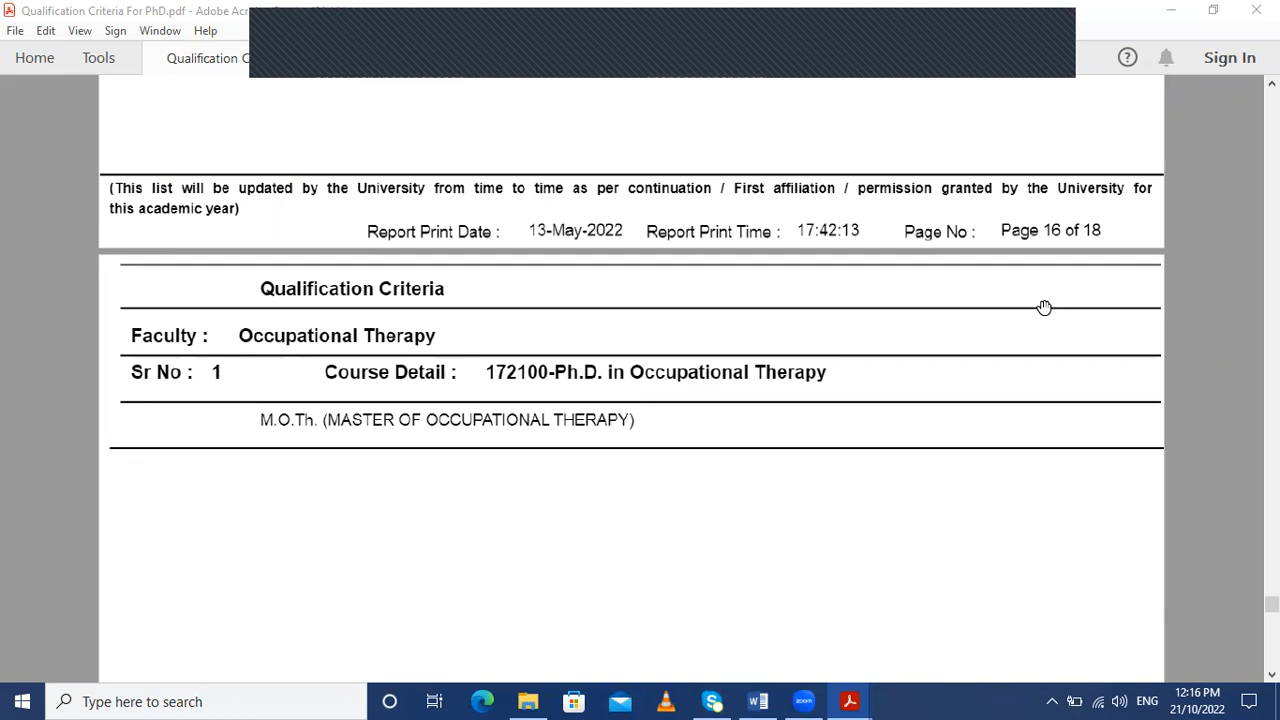 Qualification Criteria For PhD.pdf - Adobe Acro
File Edit View Sign Window Help
Home Tools Qualification C Sign In
(This list will be updated by the University from time to time as per continuation / First affiliation / permission granted by the University for
this academic year)
Report Print Date : 13-May-2022 Report Print Time : 17:42:13 Page No : Page 16 of 18
Qualification Criteria
Faculty : Occupational Therapy
Sr No : 1 Course Detail : 172100-Ph.D. in Occupational Therapy
M.O.Th. (MASTER OF OCCUPATIONAL THERAPY)
Type here to search
zoom
ENG
12:16 PM
21/10/2022